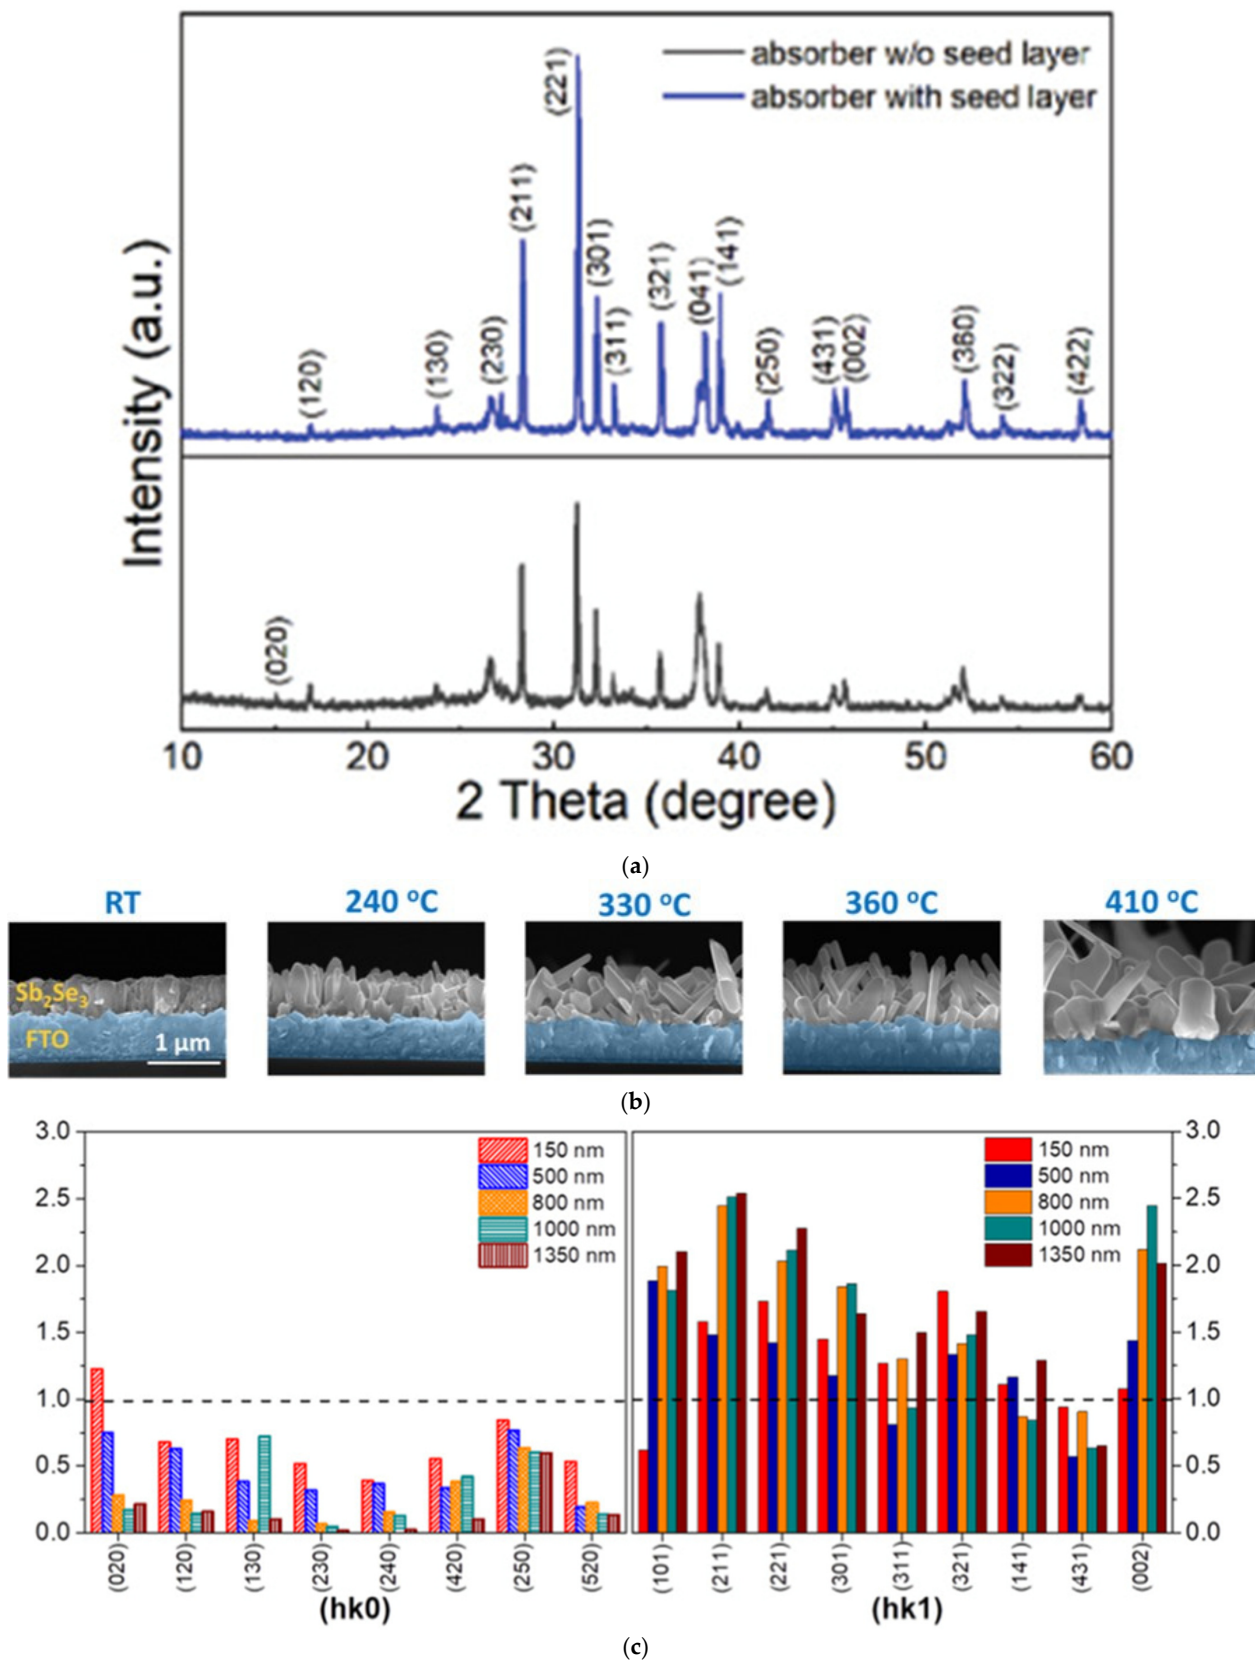 absorber w/o seed layer
absorber with seed layer
(120)
(130)
(230)
(211)
(221)
(301)
(311)
(321)
(041)
(141)
(250)
(431)
(002)
(360)
(322)
(422)
(020)
Intensity (a.u.)
10 20 30 40 50 60
2 Theta (degree)
(a)
RT 240 °C 330 °C 360 °C 410 °C
Sb2Se3
FTO
1 µm
(b)
3.0
2.5
2.0
1.5
1.0
0.5
0.0
150 nm
500 nm
800 nm
1000 nm
1350 nm
(020) (120) (130) (230) (240) (420) (250) (520)
(hk0)
150 nm
500 nm
800 nm
1000 nm
1350 nm
3.0
2.5
2.0
1.5
1.0
0.5
0.0
(101) (211) (221) (301) (311) (321) (141) (431) (002)
(hk1)
(c)